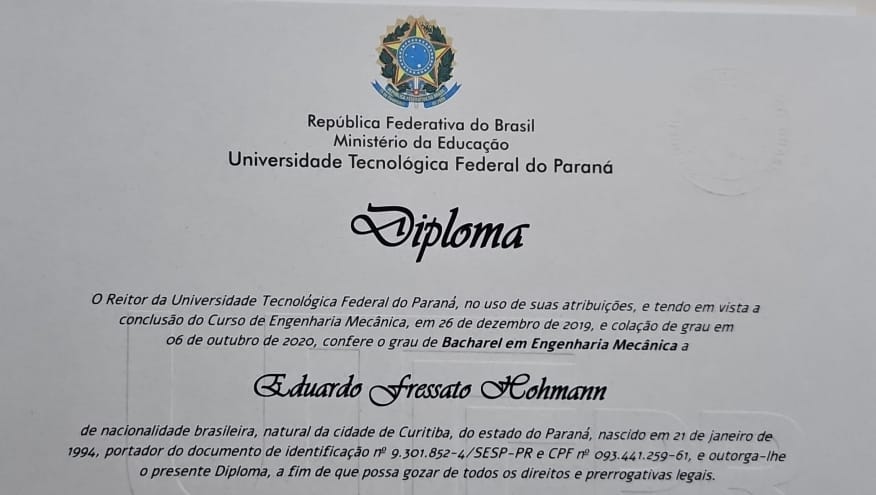 República Federativa do Brasil
Ministério da Educação
Universidade Tecnológica Federal do Paraná
Diploma
O Reitor da Universidade Tecnológica Federal do Paraná, no uso de suas atribuições, e tendo em vista a
conclusão do Curso de Engenharia Mecânica, em 26 de dezembro de 2019, e colação de grau em
06 de outubro de 2020, confere o grau de Bacharel em Engenharia Mecânica a
Eduardo Fressato Hohmann
de nacionalidade brasileira, natural da cidade de Curitiba, do estado do Paraná, nascido em 21 de janeiro de
1994, portador do documento de identificação nº 9.301.852-4/SESP-PR e CPF nº 093.441.259-61, e outorga-lhe
o presente Diploma, a fim de que possa gozar de todos os direitos e prerrogativas legais.